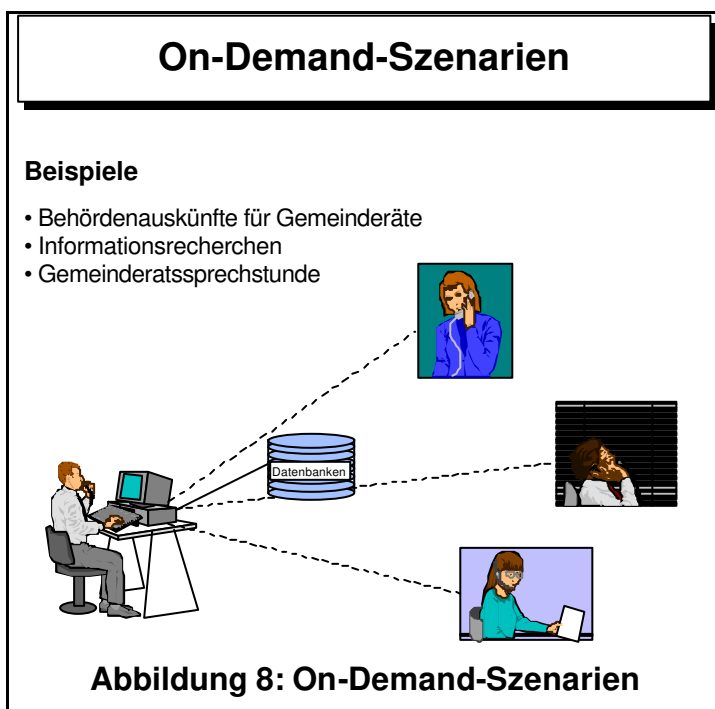 On-Demand-Szenarien
Beispiele
• Behördenauskünfte für Gemeinderäte
• Informationsrecherchen
• Gemeinderatssprechstunde
Datenbanken
Abbildung 8: On-Demand-Szenarien